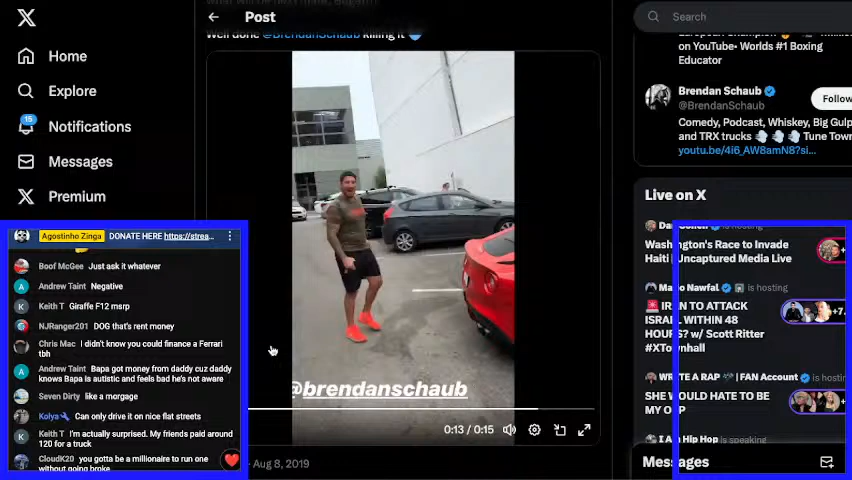 Post
Well done @BrendanSchaub killing it
Search
on YouTube• Worlds #1 Boxing
Educator
Brendan Schaub
@BrendanSchaub
Follow
Comedy, Podcast, Whiskey, Big Gulp
and TRX trucks
Tune Town
youtu.be/4i6_AW8amN8?si...
Home
Explore
15
Notifications
Messages
Premium
Live on X
is hosting
Washington's Race to Invade
Haiti | Uncaptured Media Live
Mario Nawfal is hosting
IRAN TO ATTACK
ISRAEL WITHIN 48
HOURS? w/ Scott Ritter
#XTownhall
+7.
WRITE A RAP | FAN Account is hos
SHE WOULD HATE TO BE
MY OPP
I Am Hip Hop is speaking
Messages
Agostinho Zinga DONATE HERE https://strea...
Boof McGee Just ask it whatever
Andrew Taint Negative
Keith T Giraffe F12 msrp
NJRanger201 DOG that's rent money
Chris Mac I didn't know you could finance a Ferrari
tbh
Andrew Taint Bapa got money from daddy cuz daddy
knows Bapa is autistic and feels bad he's not aware
Seven Dirty like a morgage
Kolya Can only drive it on nice flat streets
Keith T I'm actually surprised. My friends paid around
120 for a truck
CloudK20 you gotta be a millionaire to run one
without going broke
@brendanschaub
0:13 / 0:15
Aug 8, 2019